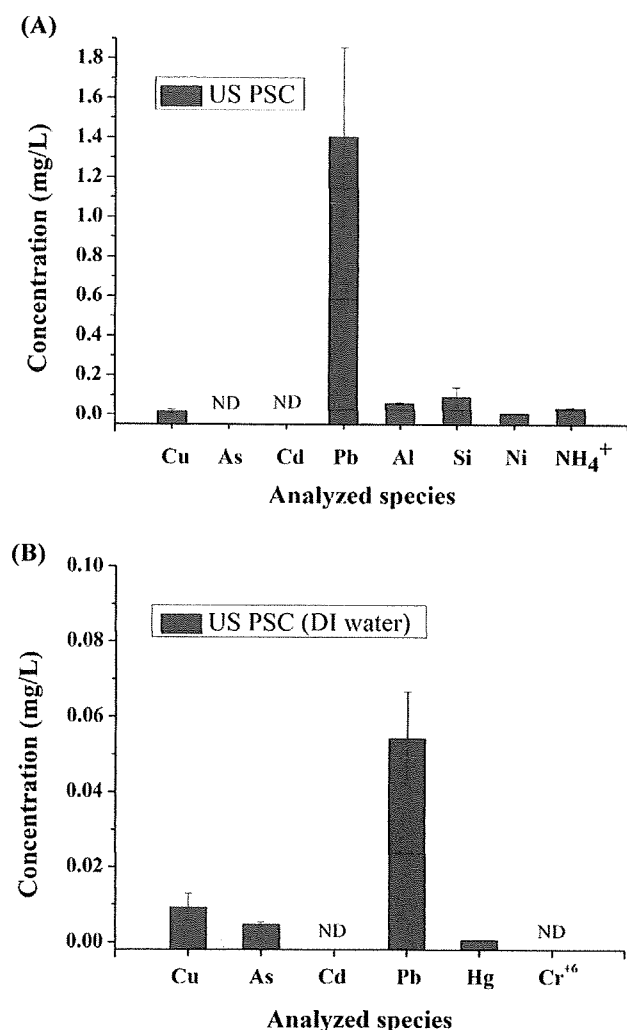 (A)
US PSC
Concentration (mg/L)
1.8
1.6
1.4
1.2
1.0
0.8
0.6
0.4
0.2
0.0
ND
ND
Cu As Cd Pb Al Si Ni NH4+
Analyzed species
(B)
US PSC (DI water)
Concentration (mg/L)
0.10
0.08
0.06
0.04
0.02
0.00
ND
ND
Cu As Cd Pb Hg Cr+6
Analyzed species